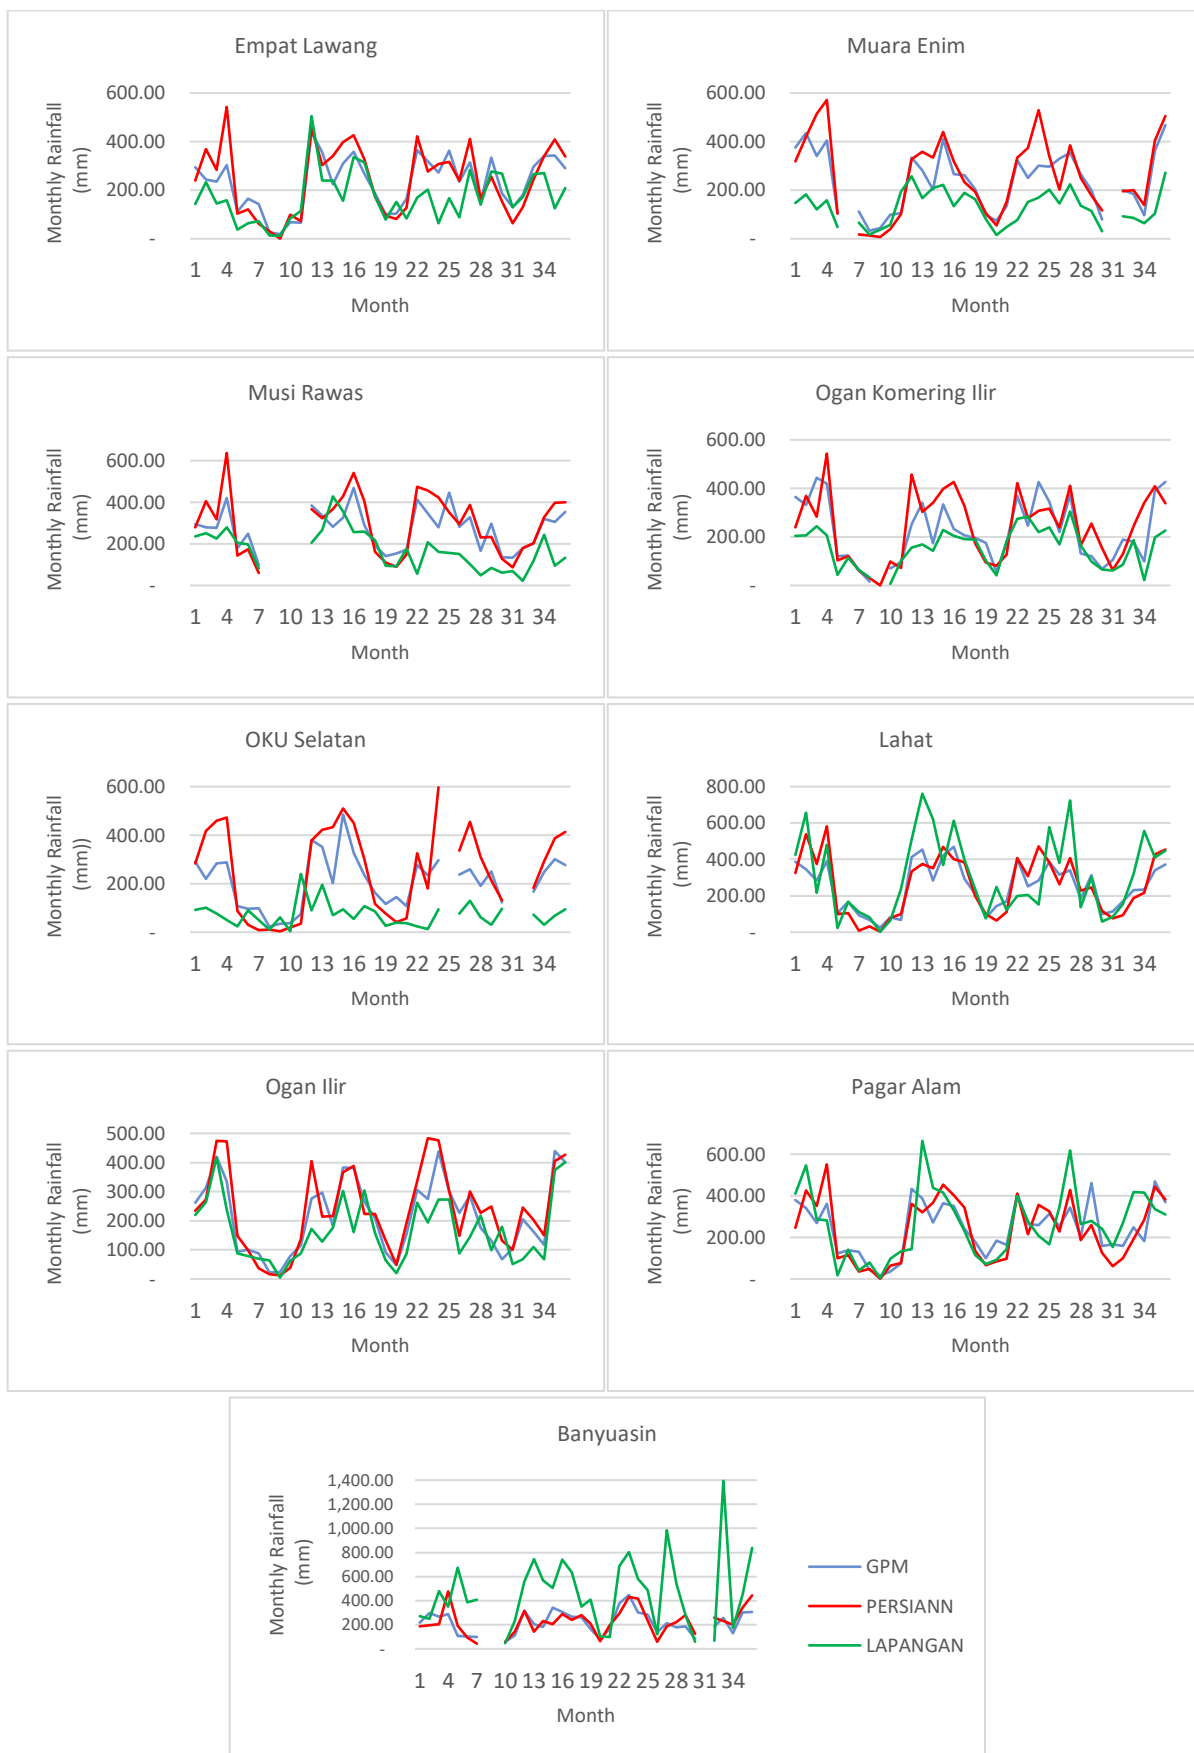 Empat Lawang
Monthly Rainfall
(mm)
600.00
400.00
200.00
-
1 4 7 10 13 16 19 22 25 28 31 34
Month
Muara Enim
Monthly Rainfall
(mm)
600.00
400.00
200.00
-
1 4 7 10 13 16 19 22 25 28 31 34
Month
Musi Rawas
Monthly Rainfall
(mm)
600.00
400.00
200.00
-
1 4 7 10 13 16 19 22 25 28 31 34
Month
Ogan Komering Ilir
Monthly Rainfall
(mm)
600.00
400.00
200.00
-
1 4 7 10 13 16 19 22 25 28 31 34
Month
OKU Selatan
Monthly Rainfall
(mm))
600.00
400.00
200.00
-
1 4 7 10 13 16 19 22 25 28 31 34
Month
Lahat
Monthly Rainfall
(mm)
800.00
600.00
400.00
200.00
-
1 4 7 10 13 16 19 22 25 28 31 34
Month
Ogan Ilir
Monthly Rainfall
(mm)
500.00
400.00
300.00
200.00
100.00
-
1 4 7 10 13 16 19 22 25 28 31 34
Month
Pagar Alam
Monthly Rainfall
(mm)
600.00
400.00
200.00
-
1 4 7 10 13 16 19 22 25 28 31 34
Month
Banyuasin
Monthly Rainfall
(mm)
1,400.00
1,200.00
1,000.00
800.00
600.00
400.00
200.00
-
1 4 7 10 13 16 19 22 25 28 31 34
Month
GPM
PERSIANN
LAPANGAN